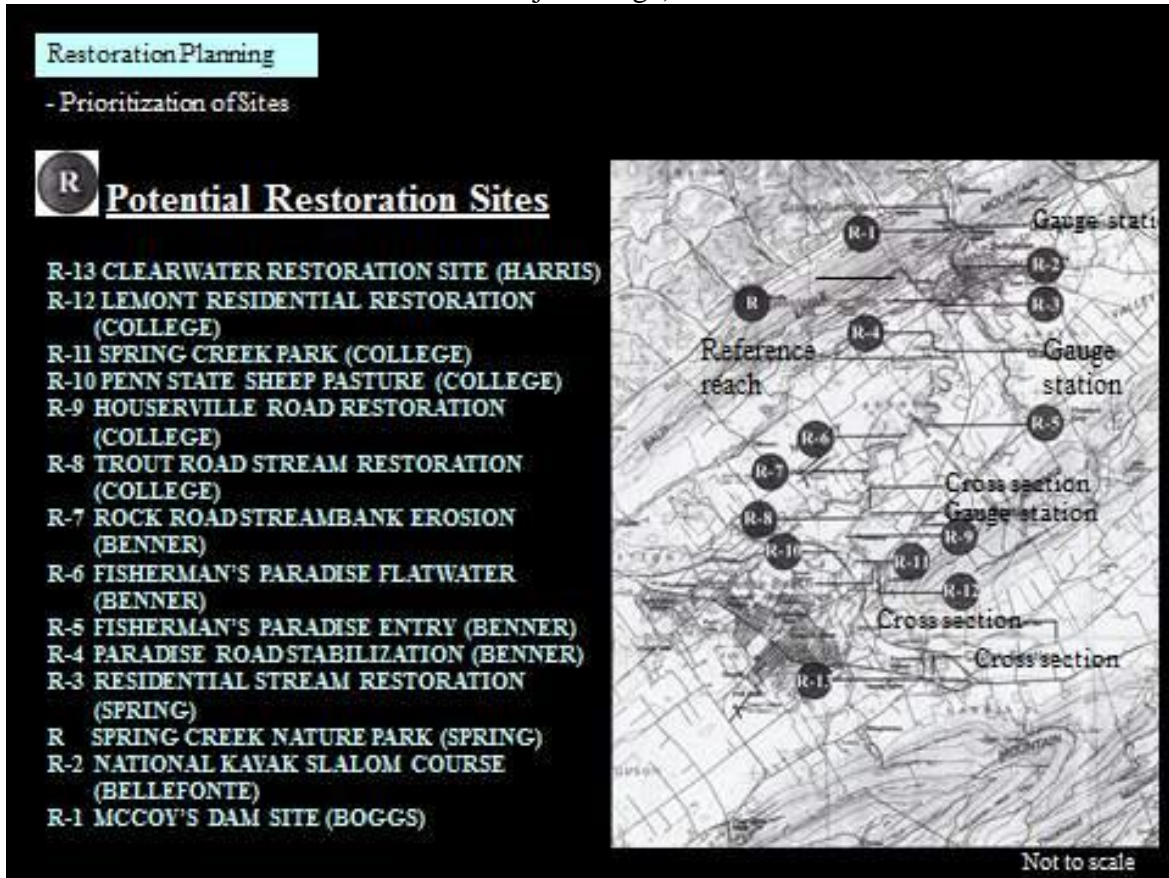 Restoration Planning
- Prioritization of Sites
R
Potential Restoration Sites
R-13 CLEARWATER RESTORATION SITE (HARRIS)
R-12 LEMONT RESIDENTIAL RESTORATION
(COLLEGE)
R-11 SPRING CREEK PARK (COLLEGE)
R-10 PENN STATE SHEEP PASTURE (COLLEGE)
R-9 HOUSERVILLE ROAD RESTORATION
(COLLEGE)
R-8 TROUT ROAD STREAM RESTORATION
(COLLEGE)
R-7 ROCK ROAD STREAMBANK EROSION
(BENNER)
R-6 FISHERMAN'S PARADISE FLATWATER
(BENNER)
R-5 FISHERMAN'S PARADISE ENTRY (BENNER)
R-4 PARADISE ROAD STABILIZATION (BENNER)
R-3 RESIDENTIAL STREAM RESTORATION
(SPRING)
R SPRING CREEK NATURE PARK (SPRING)
R-2 NATIONAL KAYAK SLALOM COURSE
(BELLEFONTE)
R-1 MCCOY'S DAM SITE (BOGGS)
MOUNTAIN
Gauge stati
R-1
R-2
R
R-3
VALLEY
R-4
Reference
reach
Gauge
station
R-5
R-6
R-7
Cross section
R-8
Gauge station
R-9
R-10
R-11
R-12
Cross section
Cross section
R-13
MOUNTAIN
Not to scale